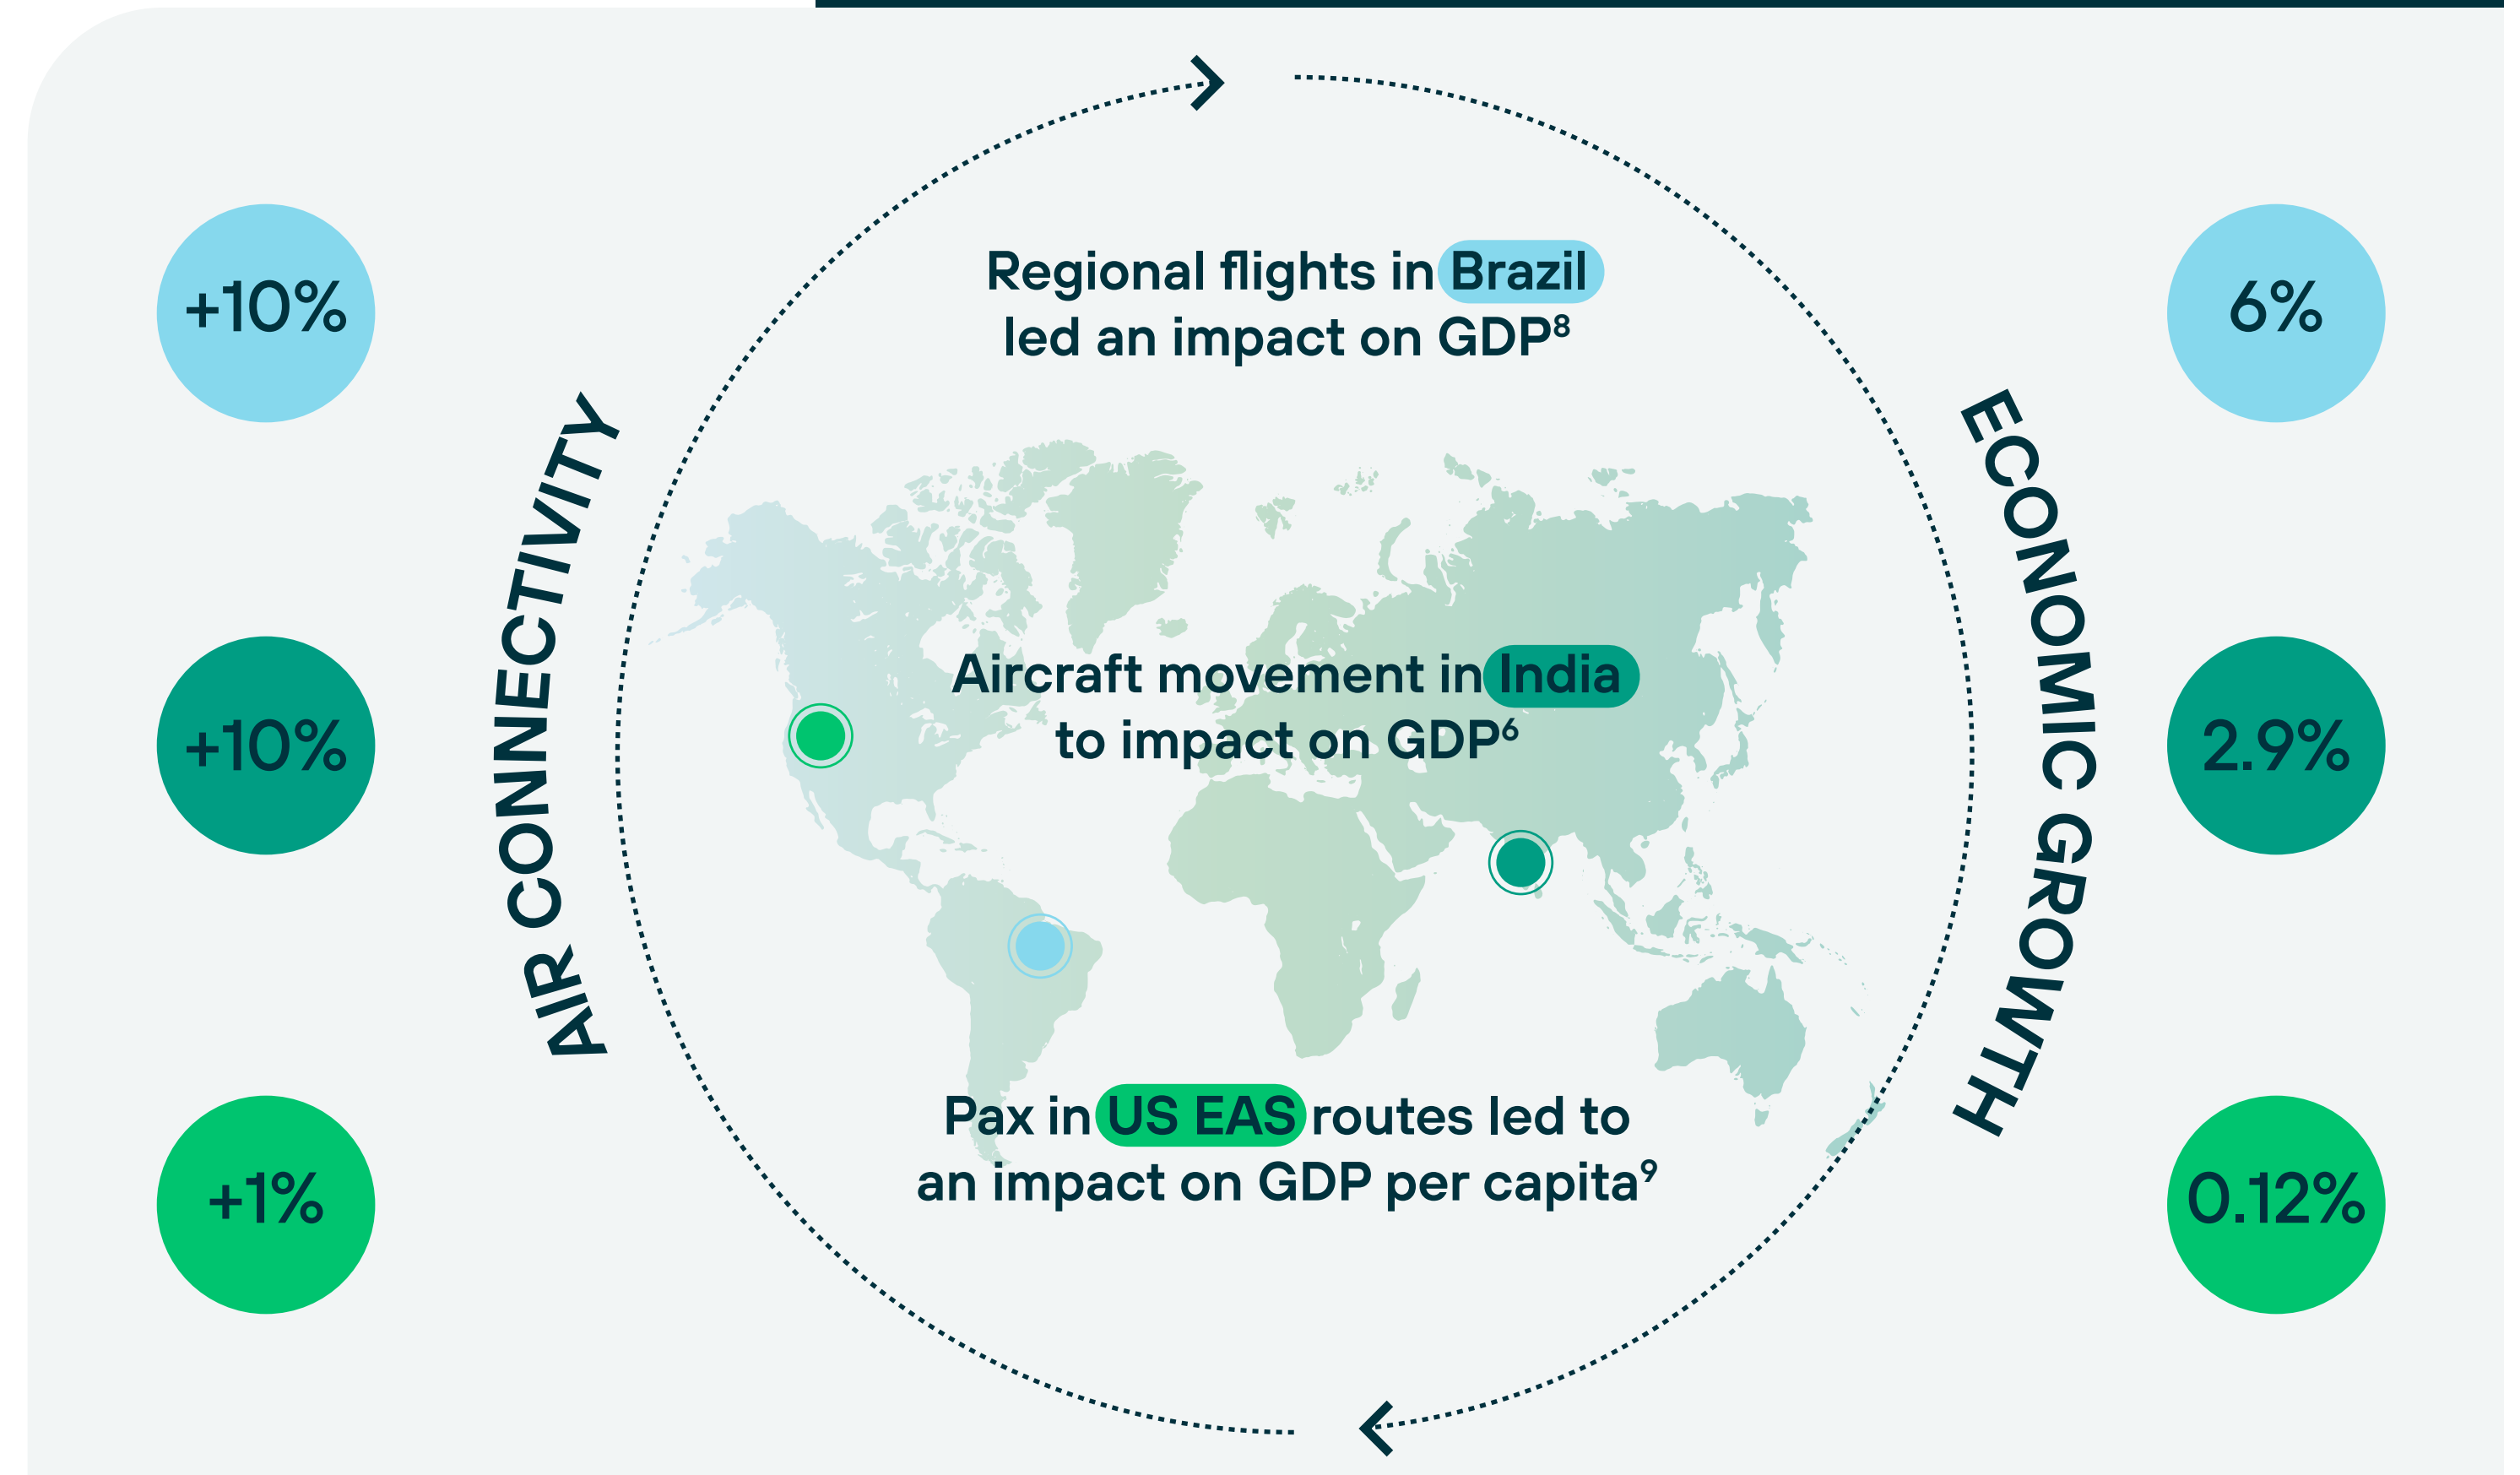 +10%
Regional flights in Brazil
led an impact on GDP⁸
6%
AIR CONNECTIVITY
ECONOMIC GROWTH
+10%
Aircraft movement in India
to impact on GDP⁶
2.9%
+1%
Pax in US EAS routes led to
an impact on GDP per capita⁹
0.12%